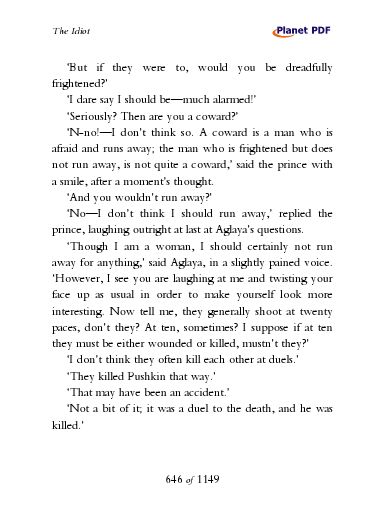 The Idiot
Planet PDF
'But if they were to, would you be dreadfully
frightened?'
'I dare say I should be—much alarmed!'
'Seriously? Then are you a coward?'
'N-no!—I don't think so. A coward is a man who is
afraid and runs away; the man who is frightened but does
not run away, is not quite a coward,' said the prince with
a smile, after a moment's thought.
'And you wouldn't run away?'
'No—I don't think I should run away,' replied the
prince, laughing outright at last at Aglaya's questions.
'Though I am a woman, I should certainly not run
away for anything,' said Aglaya, in a slightly pained voice.
'However, I see you are laughing at me and twisting your
face up as usual in order to make yourself look more
interesting. Now tell me, they generally shoot at twenty
paces, don't they? At ten, sometimes? I suppose if at ten
they must be either wounded or killed, mustn't they?'
'I don't think they often kill each other at duels.'
'They killed Pushkin that way.'
'That may have been an accident.'
'Not a bit of it; it was a duel to the death, and he was
killed.'
646 of 1149